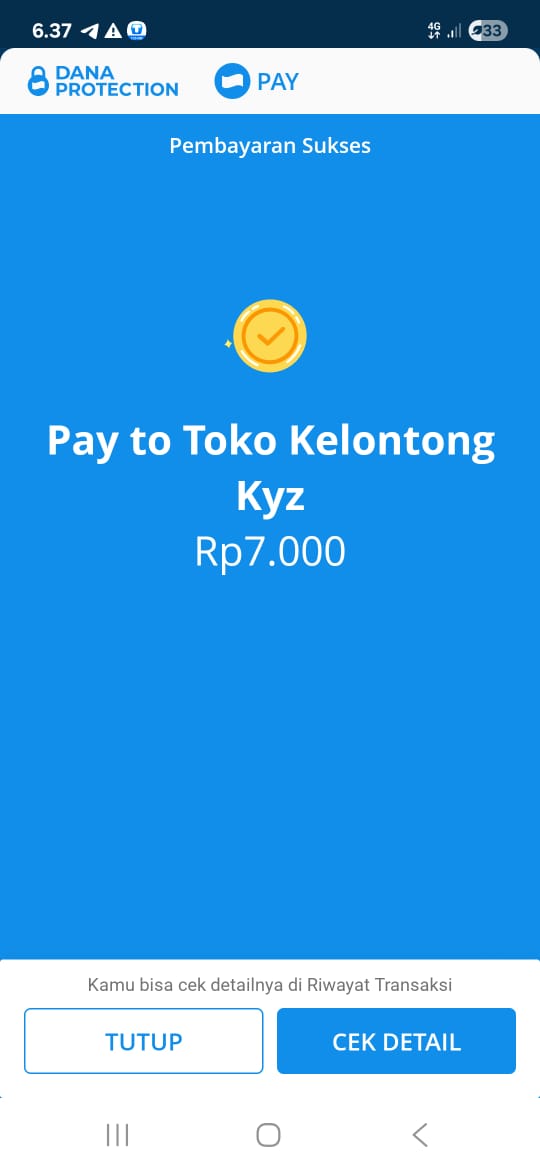 6.37
4G
33
DANA
PROTECTION
PAY
Pembayaran Sukses
Pay to Toko Kelontong
Kyz
Rp7.000
Kamu bisa cek detailnya di Riwayat Transaksi
TUTUP
CEK DETAIL